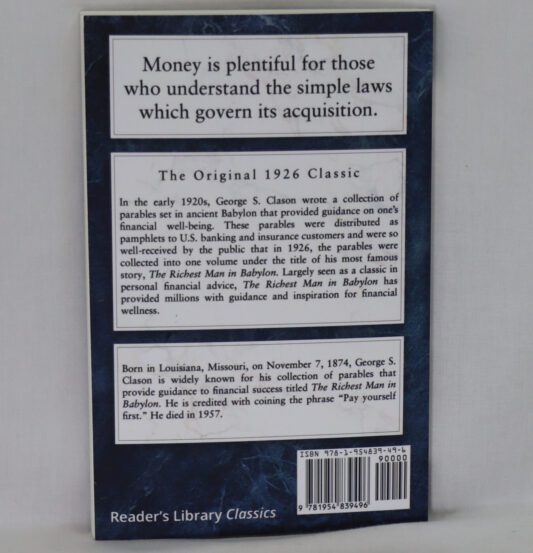 Money is plentiful for those
who understand the simple laws
which govern its acquisition.
The Original 1926 Classic
In the early 1920s, George S. Clason wrote a collection of
parables set in ancient Babylon that provided guidance on one's
financial well-being. These parables were distributed as
pamphlets to U.S. banking and insurance customers and were so
well-received by the public that in 1926, the parables were
collected into one volume under the title of his most famous
story, The Richest Man in Babylon. Largely seen as a classic in
personal financial advice, The Richest Man in Babylon has
provided millions with guidance and inspiration for financial
wellness.
Born in Louisiana, Missouri, on November 7, 1874, George S.
Clason is widely known for his collection of parables that
provide guidance to financial success titled The Richest Man in
Babylon. He is credited with coining the phrase “Pay yourself
first.” He died in 1957.
ISBN 978-1-954839-49-6
90000
9 781954 839496
Reader's Library Classics